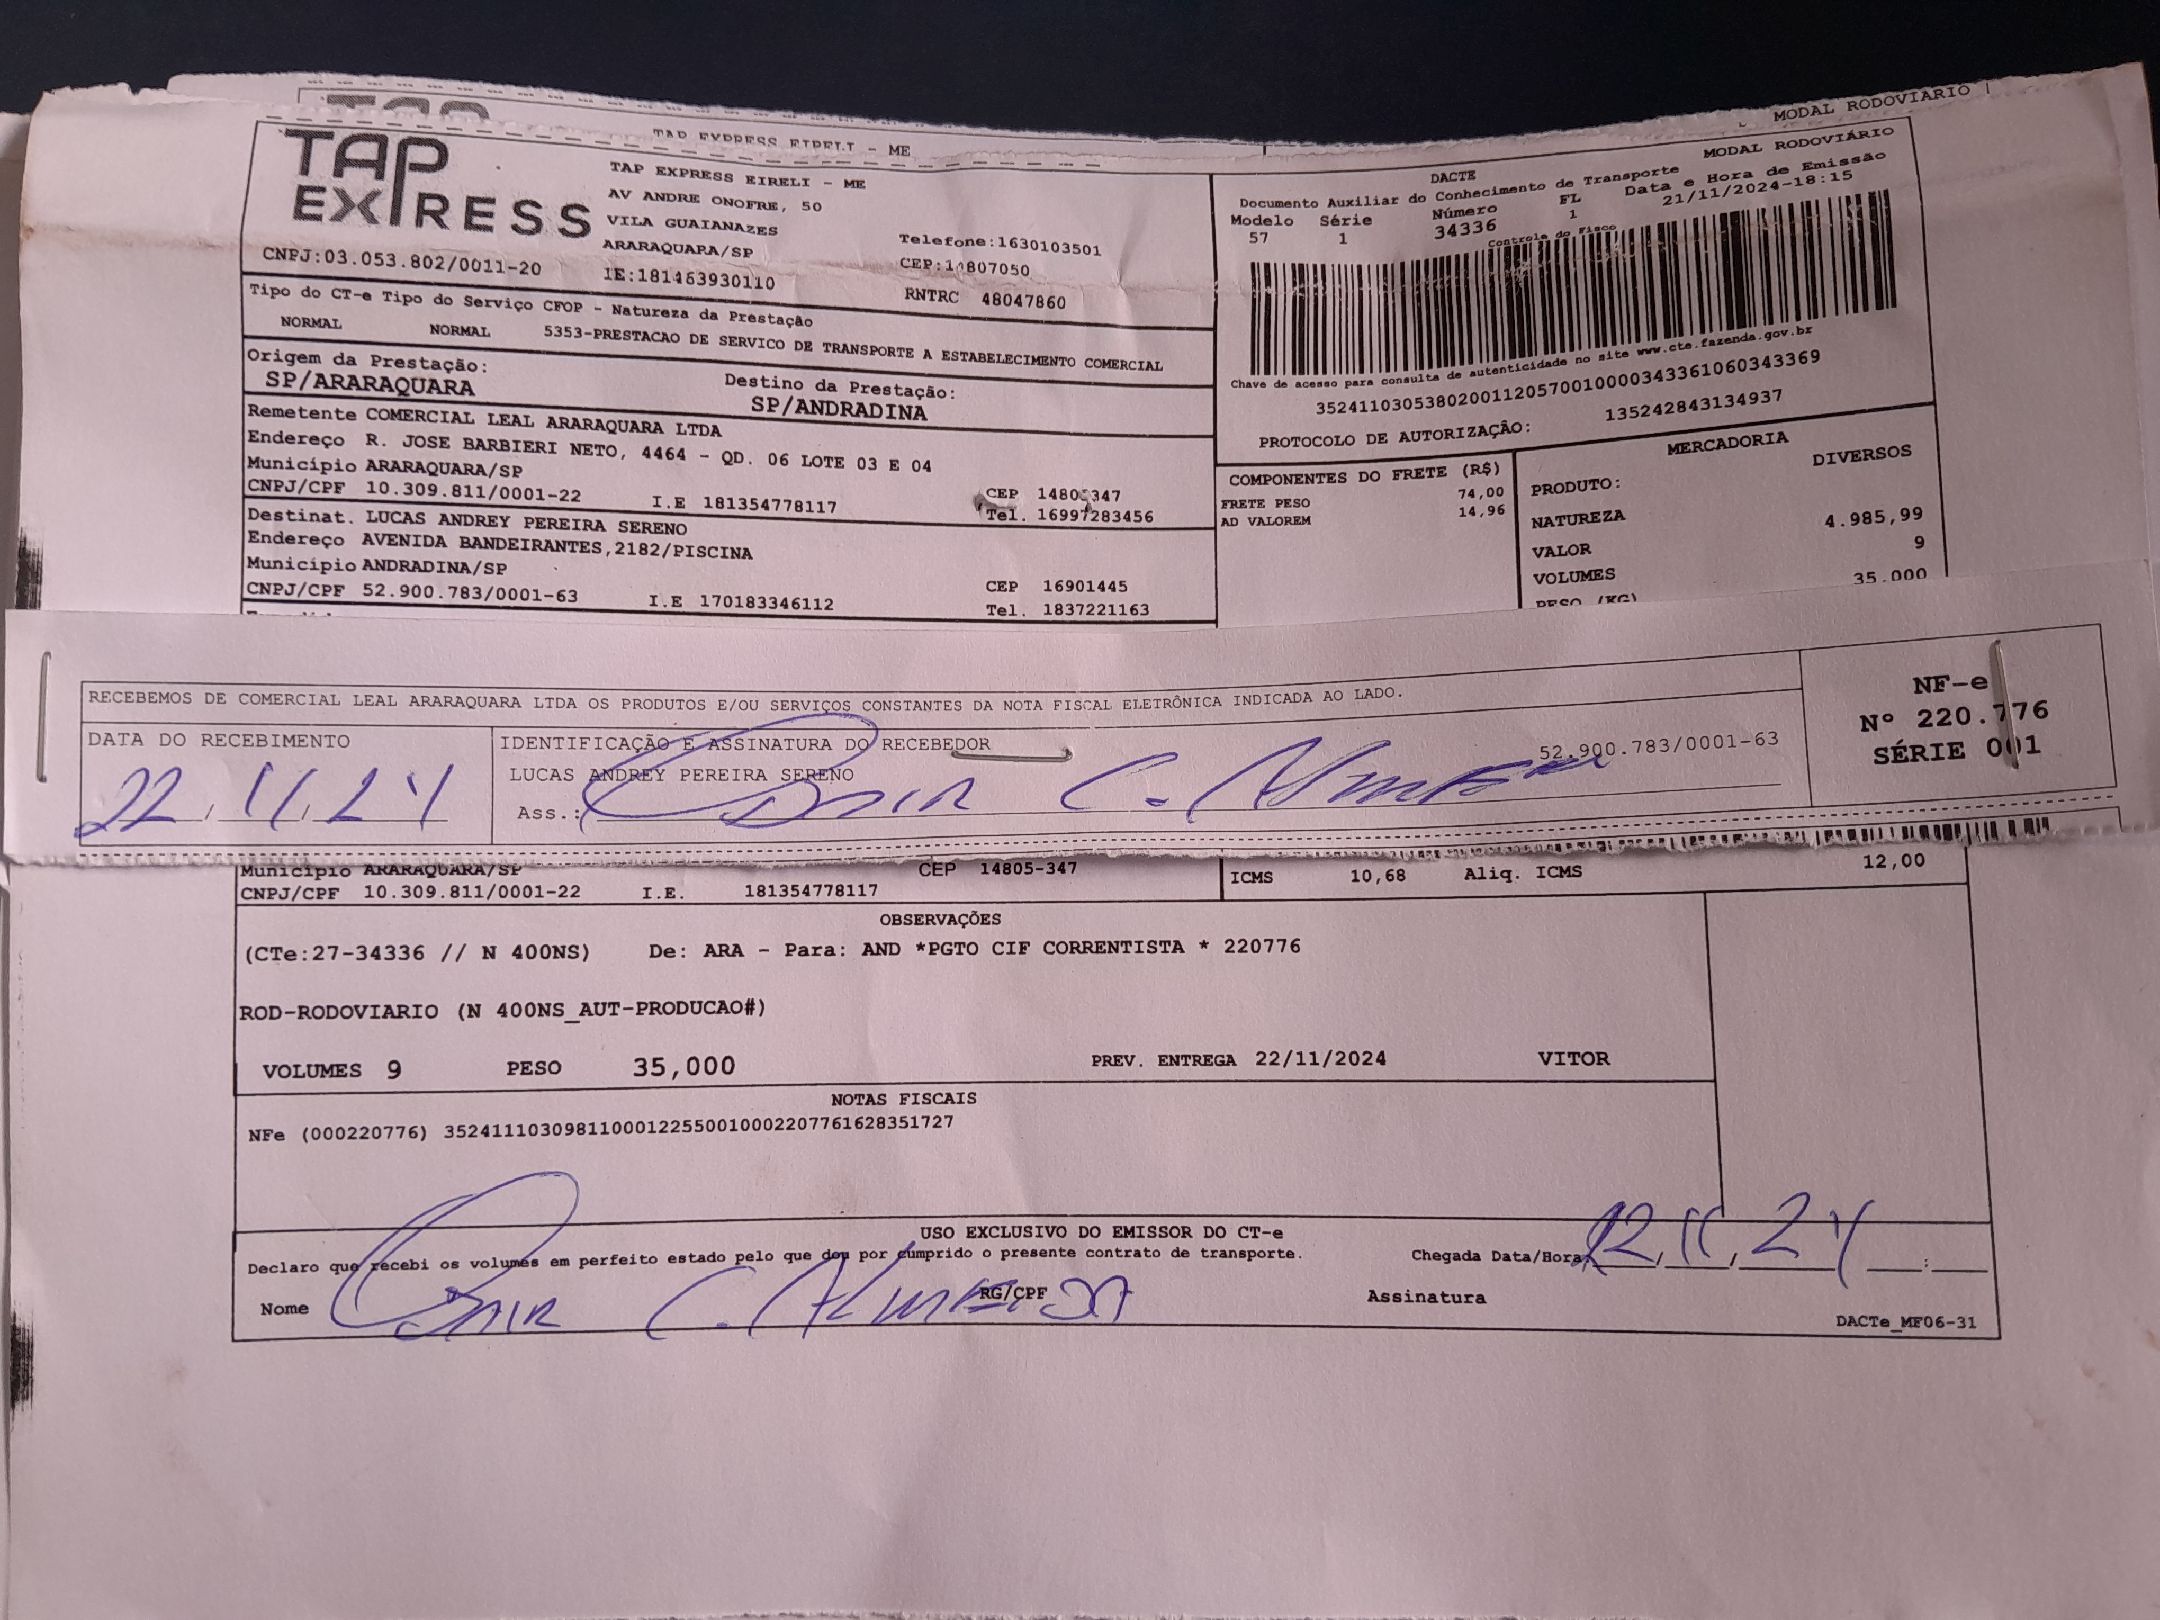 TAP EXPRESS EIRELI - ME
MODAL RODOVIARIO
TAP
EXPRESS
CNPJ:03.053.802/0011-20
TAP EXPRESS EIRELI - ME
AV ANDRE ONOFRE, 50
VILA GUAIANAZES
ARARAQUARA/SP
IE:181463930110
Telefone:1630103501
CEP:14807050
RNTRC 48047860
DACTE
MODAL RODOVIÁRIO
Documento Auxiliar do Conhecimento de Transporte
Modelo Série Número FL Data e Hora de Emissão
57 1 34336 1 21/11/2024-18:15
Controle do Fisco
Chave de acesso para consulta de autenticidade no site www.cte.fazenda.gov.br
35241103053802001120570010000343361060343369
PROTOCOLO DE AUTORIZAÇÃO: 135242843134937
Tipo do CT-e Tipo do Serviço CFOP - Natureza da Prestação
NORMAL NORMAL 5353-PRESTACAO DE SERVICO DE TRANSPORTE A ESTABELECIMENTO COMERCIAL
Origem da Prestação: Destino da Prestação:
SP/ARARAQUARA SP/ANDRADINA
Remetente COMERCIAL LEAL ARARAQUARA LTDA
Endereço R. JOSE BARBIERI NETO, 4464 - QD. 06 LOTE 03 E 04
Município ARARAQUARA/SP CEP 14805-347
CNPJ/CPF 10.309.811/0001-22 I.E 181354778117 Tel. 16997283456
Destinat. LUCAS ANDREY PEREIRA SERENO
Endereço AVENIDA BANDEIRANTES,2182/PISCINA
Município ANDRADINA/SP CEP 16901445
CNPJ/CPF 52.900.783/0001-63 I.E 170183346112 Tel. 1837221163
COMPONENTES DO FRETE (R$)
FRETE PESO 74,00
AD VALOREM 14,96
MERCADORIA
PRODUTO: DIVERSOS
NATUREZA
VALOR 4.985,99
VOLUMES 9
PESO (KG) 35.000
RECEBEMOS DE COMERCIAL LEAL ARARAQUARA LTDA OS PRODUTOS E/OU SERVIÇOS CONSTANTES DA NOTA FISCAL ELETRÔNICA INDICADA AO LADO.
DATA DO RECEBIMENTO
22/11/24
IDENTIFICAÇÃO E ASSINATURA DO RECEBEDOR
LUCAS ANDREY PEREIRA SERENO 52.900.783/0001-63
Ass.: C. Almeida
NF-e
Nº 220.776
SÉRIE 001
Município ARARAQUARA/SP CEP 14805-347
CNPJ/CPF 10.309.811/0001-22 I.E. 181354778117
ICMS 10,68 Aliq. ICMS 12,00
OBSERVAÇÕES
(CTe:27-34336 // N 400NS) De: ARA - Para: AND *PGTO CIF CORRENTISTA * 220776
ROD-RODOVIARIO (N 400NS_AUT-PRODUCAO#)
VOLUMES 9 PESO 35,000 PREV. ENTREGA 22/11/2024 VITOR
NOTAS FISCAIS
NFe (000220776) 35241110309811000122550010002207761628351727
USO EXCLUSIVO DO EMISSOR DO CT-e
Declaro que recebi os volumes em perfeito estado pelo que dou por cumprido o presente contrato de transporte.
Chegada Data/Hora 22/11/24 :
Nome C. Almeida RG/CPF Assinatura
DACTe_MF06-31